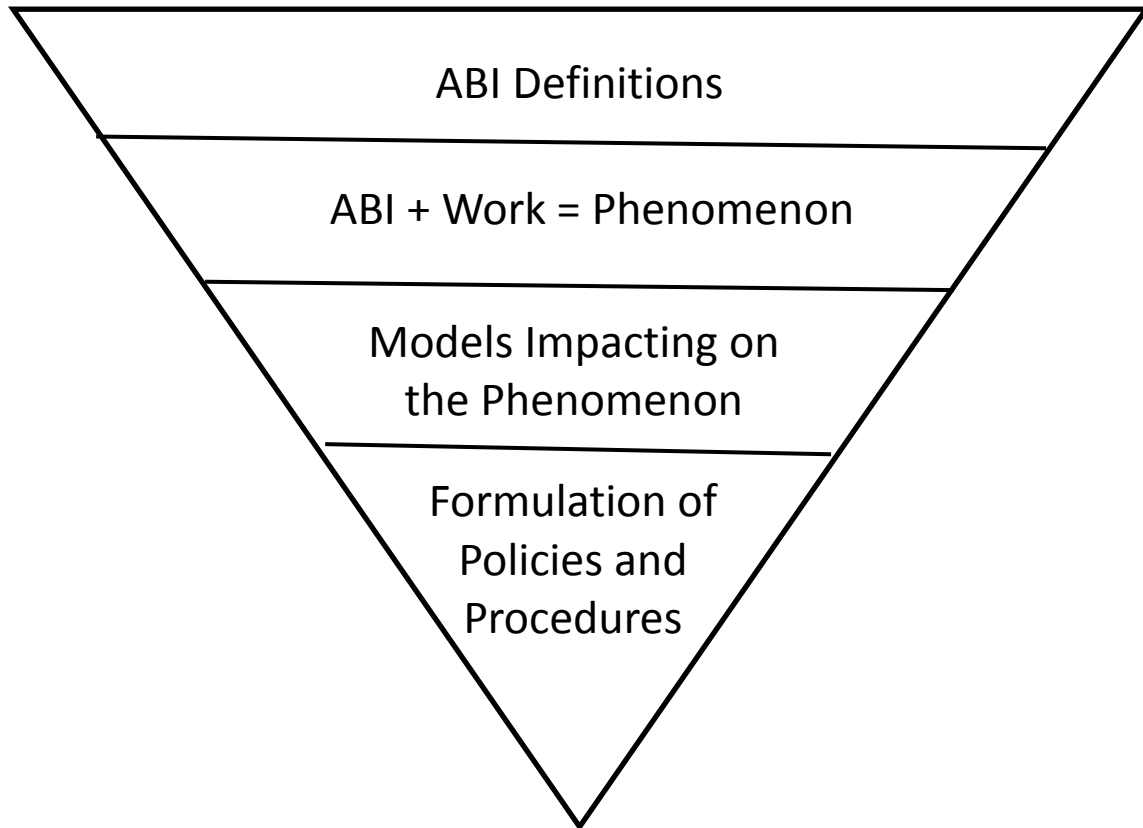 ABI Definitions
ABI + Work = Phenomenon
Models Impacting on
the Phenomenon
Formulation of
Policies and
Procedures